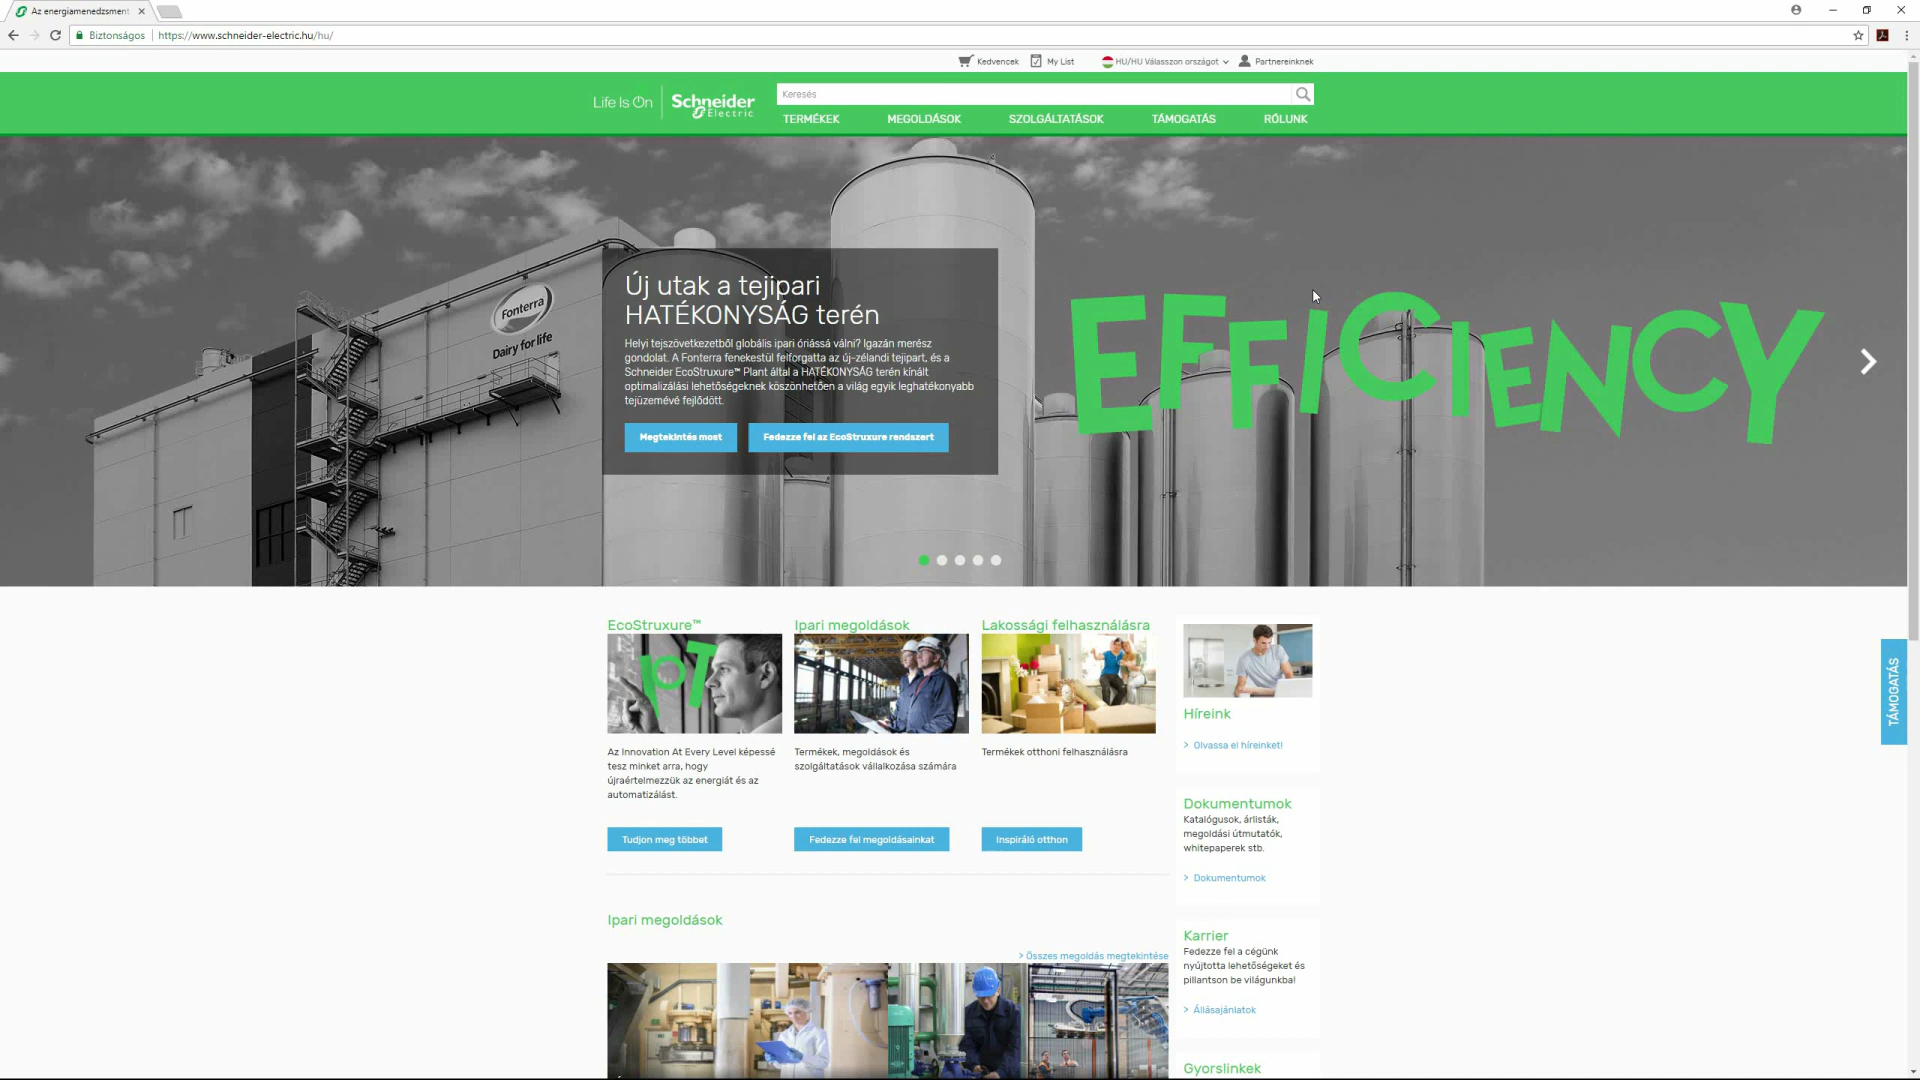 Az energiamenedzsment
Biztonságos
https://www.schneider-electric.hu/hu/
Kedvencek
My List
HU/HU Válasszon országot
Partnereinknek
Life Is On
Schneider
Electric
Keresés
TERMÉKEK
MEGOLDÁSOK
SZOLGÁLTATÁSOK
TÁMOGATÁS
RÓLUNK
Fonterra
Dairy for life
Új utak a tejipari
HATÉKONYSÁG terén
Helyi tejszövetkezetből globális ipari óriássá válni? Igazán merész
gondolat. A Fonterra fenekestül felforgatta az új-zélandi tejipart, és a
Schneider EcoStruxure™ Plant által a HATÉKONYSÁG terén kínált
optimalizálási lehetőségeknek köszönhetően a világ egyik leghatékonyabb
tejüzemévé fejlődött.
Megtekintés most
Fedezze fel az EcoStruxure rendszert
EFFICIENCY
EcoStruxure™
IOT
Az Innovation At Every Level képessé
tesz minket arra, hogy
újraértelmezzük az energiát és az
automatizálást.
Tudjon meg többet
Ipari megoldások
Termékek, megoldások és
szolgáltatások vállalkozása számára
Fedezze fel megoldásainkat
Lakossági felhasználásra
Termékek otthoni felhasználásra
Inspiráló otthon
Híreink
> Olvassa el híreinket!
TÁMOGATÁS
Dokumentumok
Katalógusok, árlisták,
megoldási útmutatók,
whitepaperek stb.
> Dokumentumok
Ipari megoldások
> Összes megoldás megtekintése
Karrier
Fedezze fel a cégünk
nyújtotta lehetőségeket és
pillantson be világunkba!
> Állásajánlatok
Gyorslinkek